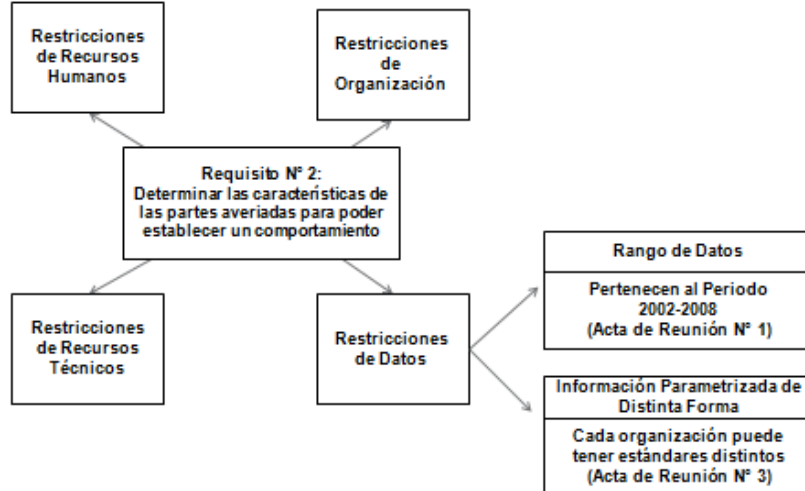 Restricciones
de Recursos
Humanos
Restricciones
de
Organización
Requisito N° 2:
Determinar las características de
las partes averiadas para poder
establecer un comportamiento
Restricciones
de Recursos
Técnicos
Restricciones
de Datos
Rango de Datos
Pertenecen al Periodo
2002-2008
(Acta de Reunión N° 1)
Información Parametrizada de
Distinta Forma
Cada organización puede
tener estándares distintos
(Acta de Reunión N° 3)